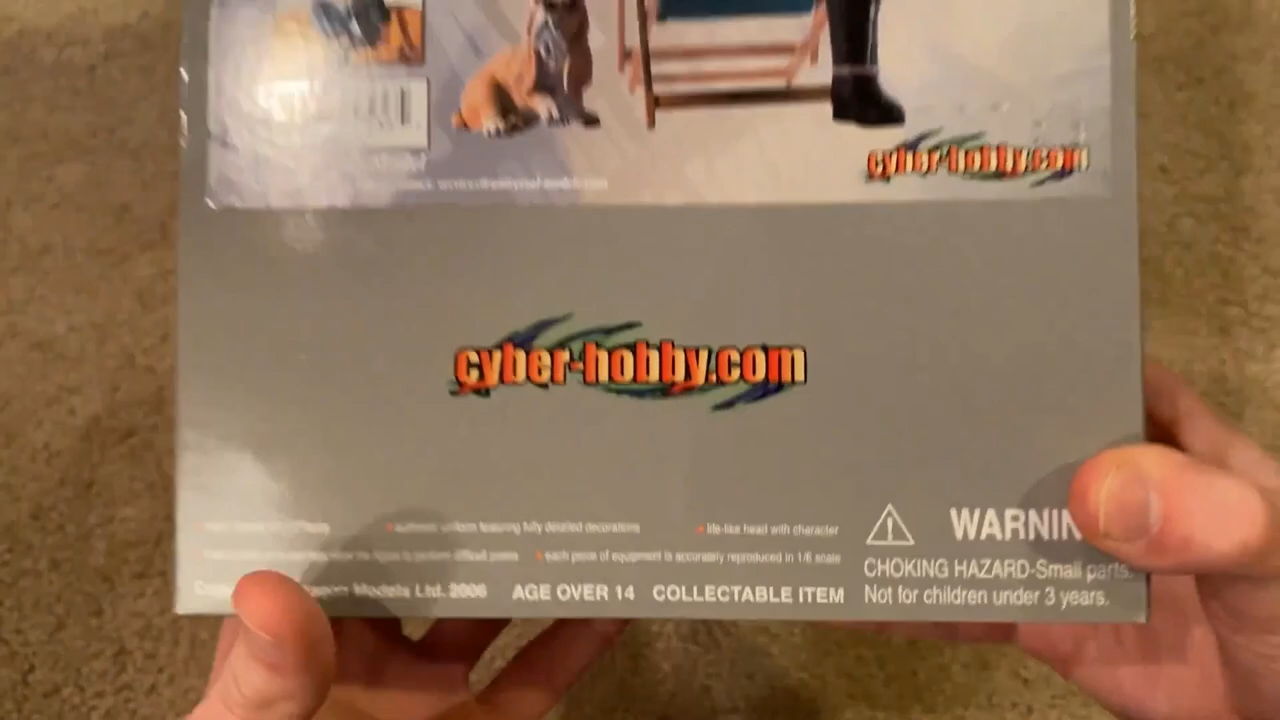 cyber-hobby.com
cyber-hobby.com
authentic uniform featuring fully detailed decorations
life-like head with character
each piece of equipment is accurately reproduced in 1/6 scale
Models Ltd. 2006
AGE OVER 14
COLLECTABLE ITEM
WARNIN
CHOKING HAZARD-Small parts.
Not for children under 3 years.